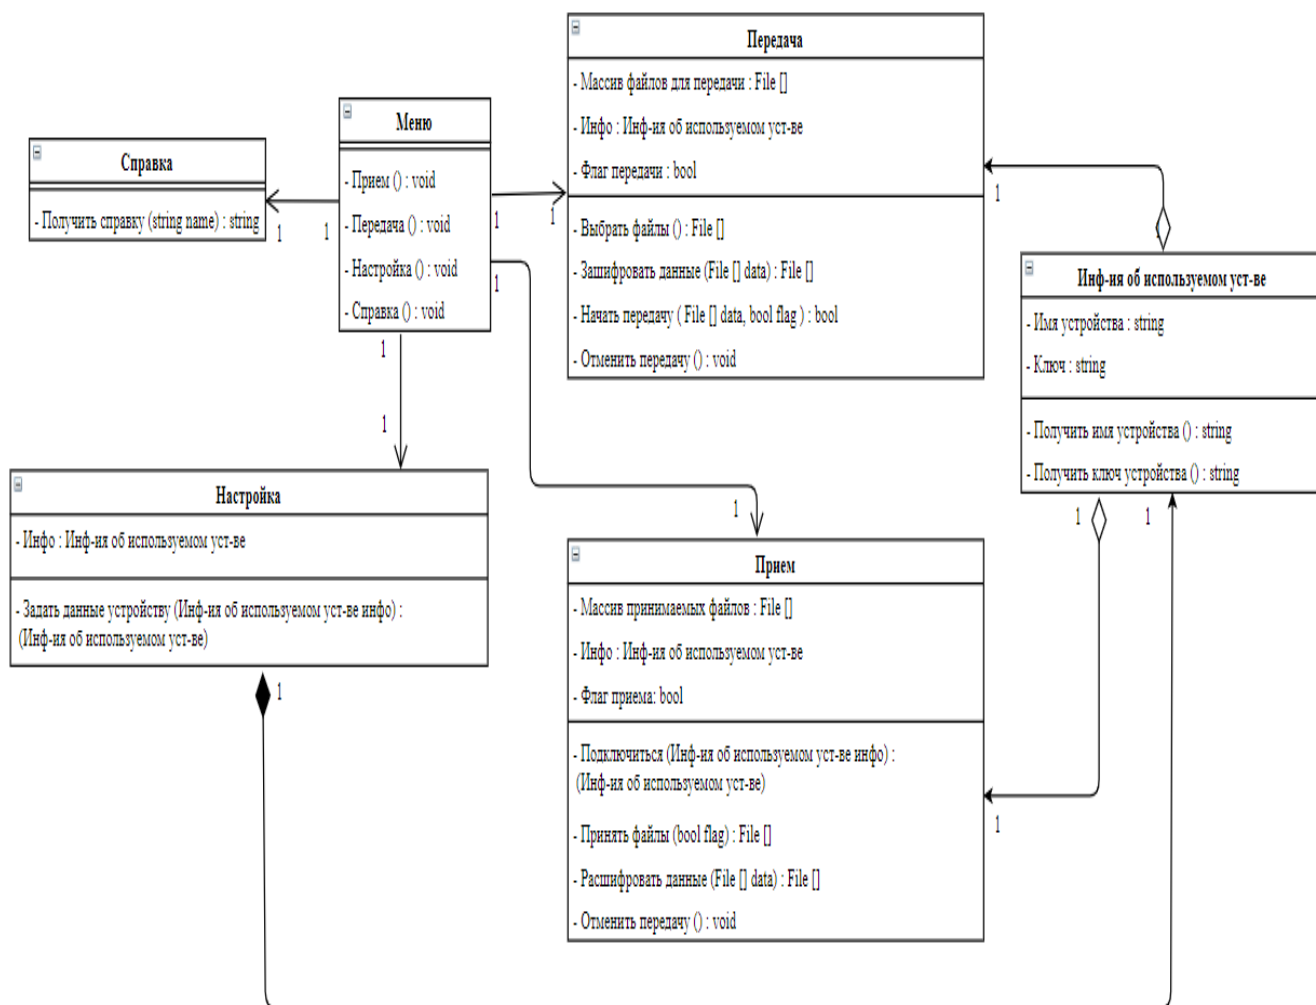 Передача
- Массив файлов для передачи : File []
- Инфо : Инф-ия об используемом уст-ве
- Флаг передачи : bool
- Выбрать файлы () : File []
- Зашифровать данные (File [] data) : File []
- Начать передачу ( File [] data, bool flag ) : bool
- Отменить передачу () : void
Меню
- Прием () : void
- Передача () : void
- Настройка () : void
- Справка () : void
Справка
- Получить справку (string name) : string
1
1
1
1
1
1
1
1
1
1
Инф-ия об используемом уст-ве
- Имя устройства : string
- Ключ : string
- Получить имя устройства () : string
- Получить ключ устройства () : string
1
1
Настройка
- Инфо : Инф-ия об используемом уст-ве
- Задать данные устройству (Инф-ия об используемом уст-ве инфо) :
(Инф-ия об используемом уст-ве)
1
Прием
- Массив принимаемых файлов : File []
- Инфо : Инф-ия об используемом уст-ве
- Флаг приема: bool
- Подключиться (Инф-ия об используемом уст-ве инфо) :
(Инф-ия об используемом уст-ве)
- Принять файлы (bool flag) : File []
- Расшифровать данные (File [] data) : File []
- Отменить передачу () : void
1